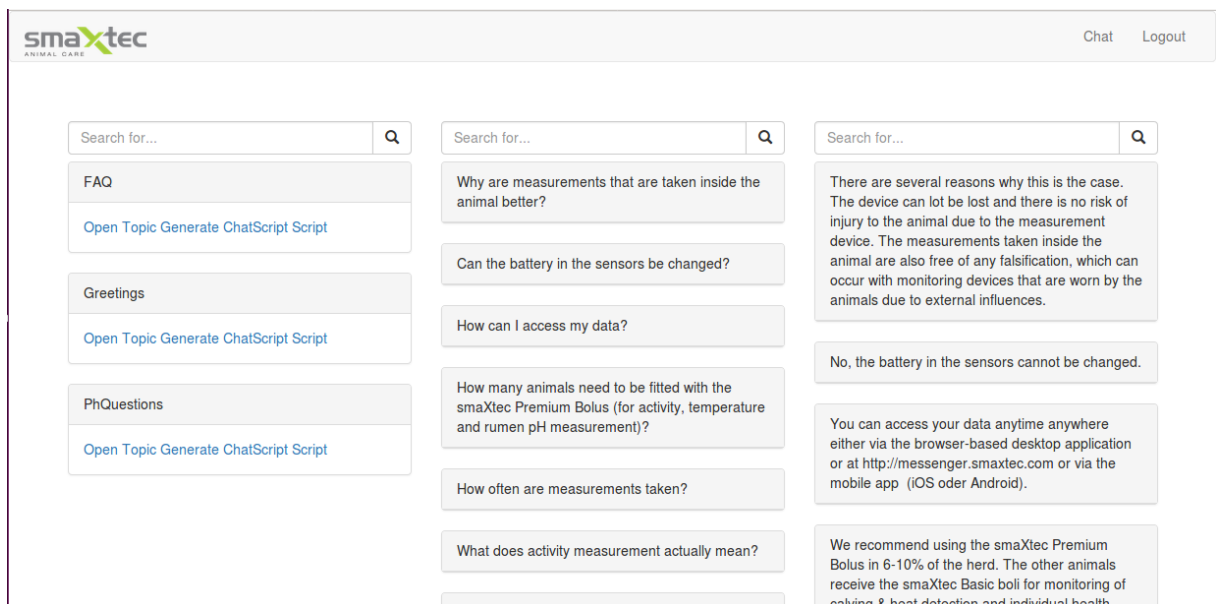 smaXtec
ANIMAL CARE
Chat Logout
Search for...
FAQ
Open Topic Generate ChatScript Script
Greetings
Open Topic Generate ChatScript Script
PhQuestions
Open Topic Generate ChatScript Script
Search for...
Why are measurements that are taken inside the
animal better?
Can the battery in the sensors be changed?
How can I access my data?
How many animals need to be fitted with the
smaXtec Premium Bolus (for activity, temperature
and rumen pH measurement)?
How often are measurements taken?
What does activity measurement actually mean?
Search for...
There are several reasons why this is the case.
The device can lot be lost and there is no risk of
injury to the animal due to the measurement
device. The measurements taken inside the
animal are also free of any falsification, which can
occur with monitoring devices that are worn by the
animals due to external influences.
No, the battery in the sensors cannot be changed.
You can access your data anytime anywhere
either via the browser-based desktop application
or at http://messenger.smaxtec.com or via the
mobile app (iOS oder Android).
We recommend using the smaXtec Premium
Bolus in 6-10% of the herd. The other animals
receive the smaXtec Basic boli for monitoring of
calving & heat detection and individual health